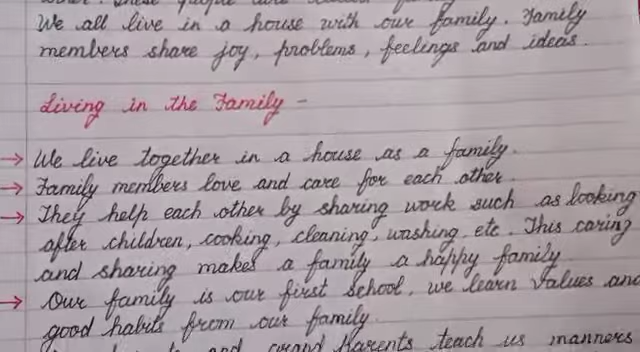 We all live in a house with our family. Family
members share joy, problems, feelings and ideas.
Living in the Family -
→ We live together in a house as a family.
→ Family members love and care for each other.
→ They help each other by sharing work such as looking
after children, cooking, cleaning, washing, etc. This caring
and sharing makes a family a happy family
→ Our family is our first school, we learn values and
good habits from our family.
and grand Parents teach us manners